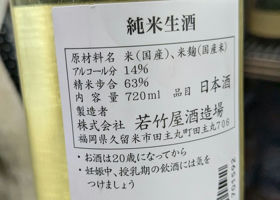 純米生酒
原材料名 米(国産)、米麹(国産米)
アルコール分 14%
精米歩合 63%
内容量 720ml 品目 日本酒
製造者
株式会社 若竹屋酒造場
福岡県久留米市田主丸町田主丸706
・お酒は20歳になってから
・妊娠中、授乳期の飲酒には気を
つけましょう